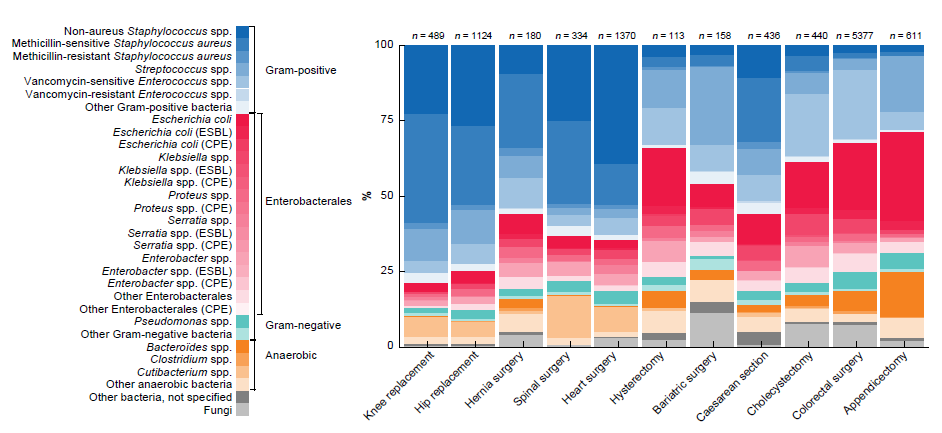 Non-aureus Staphylococcus spp.
Methicillin-sensitive Staphylococcus aureus
Methicillin-resistant Staphylococcus aureus
Streptococcus spp.
Vancomycin-sensitive Enterococcus spp.
Vancomycin-resistant Enterococcus spp.
Other Gram-positive bacteria
Gram-positive
Escherichia coli
Escherichia coli (ESBL)
Escherichia coli (CPE)
Klebsiella spp.
Klebsiella spp. (ESBL)
Klebsiella spp. (CPE)
Proteus spp.
Proteus spp. (CPE)
Serratia spp.
Serratia spp. (ESBL)
Serratia spp. (CPE)
Enterobacter spp.
Enterobacter spp. (ESBL)
Enterobacter spp. (CPE)
Other Enterobacterales
Other Enterobacterales (CPE)
Enterobacterales
Pseudomonas spp.
Other Gram-negative bacteria
Gram-negative
Bacteroïdes spp.
Clostridium spp.
Cutibacterium spp.
Other anaerobic bacteria
Anaerobic
Other bacteria, not specified
Fungi
n = 489 n = 1124 n = 180 n = 334 n = 1370 n = 113 n = 158 n = 436 n = 440 n = 5377 n = 611
100
75
50
25
0
%
Knee replacement
Hip replacement
Hernia surgery
Spinal surgery
Heart surgery
Hysterectomy
Bariatric surgery
Caesarean section
Cholecystectomy
Colorectal surgery
Appendicectomy